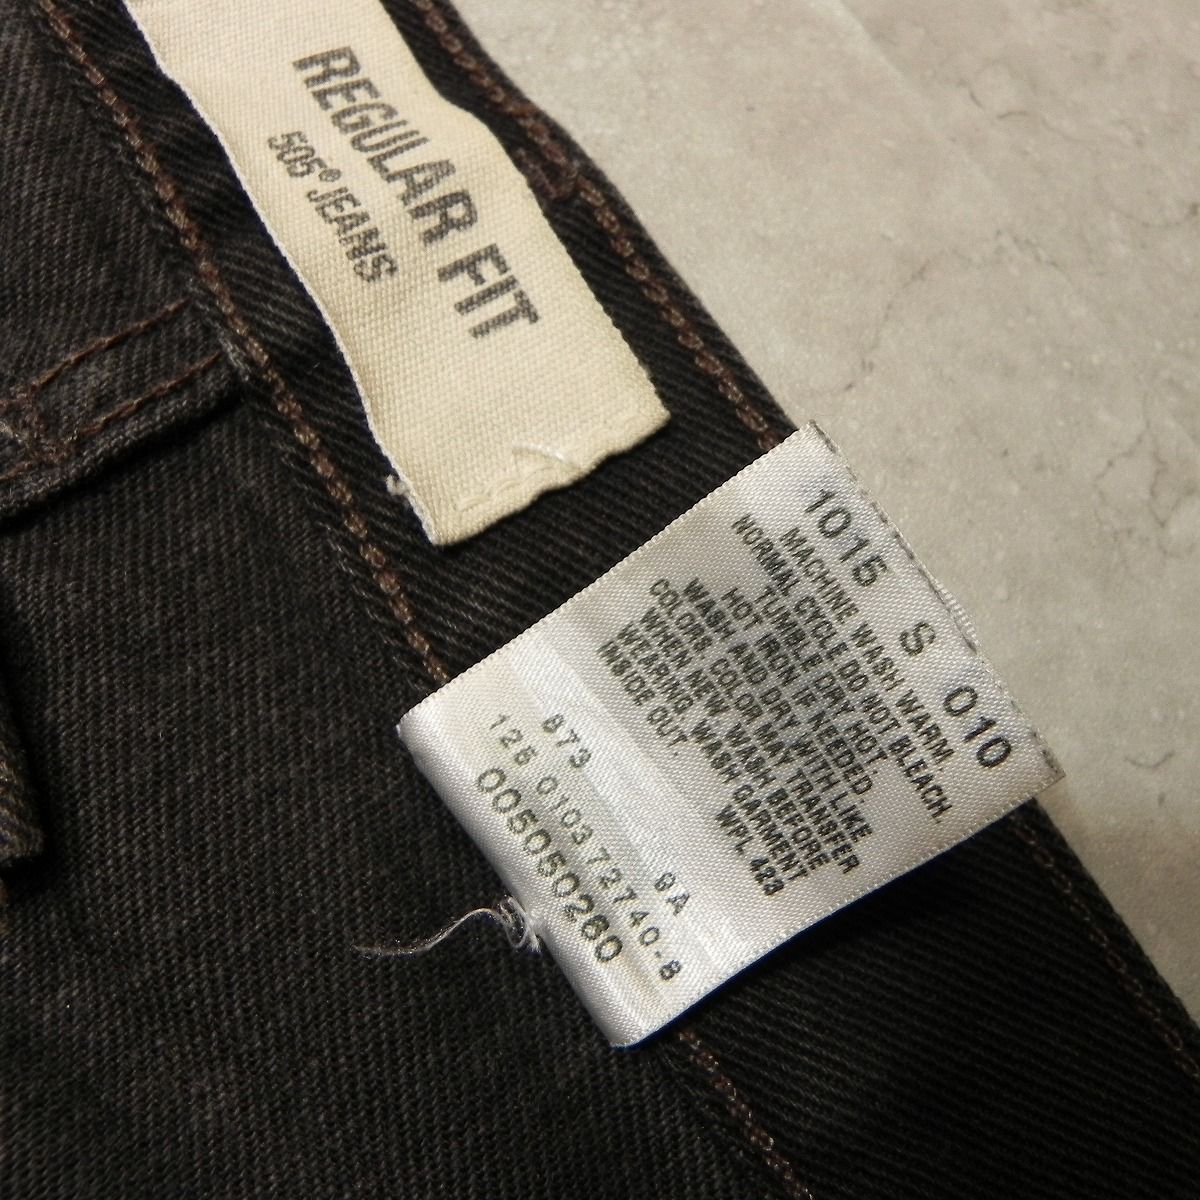 REGULAR FIT
505® JEANS
1015 S 010
MACHINE WASH WARM.
NORMAL CYCLE DO NOT BLEACH.
TUMBLE DRY HOT.
HOT IRON IF NEEDED.
WASH AND DRY WITH LIKE
COLORS. COLOR MAY TRANSFER
WHEN NEW. WASH BEFORE
WEARING. WASH GARMENT
INSIDE OUT
WPL 423
873 9A
126 0103 72740-8
005050260